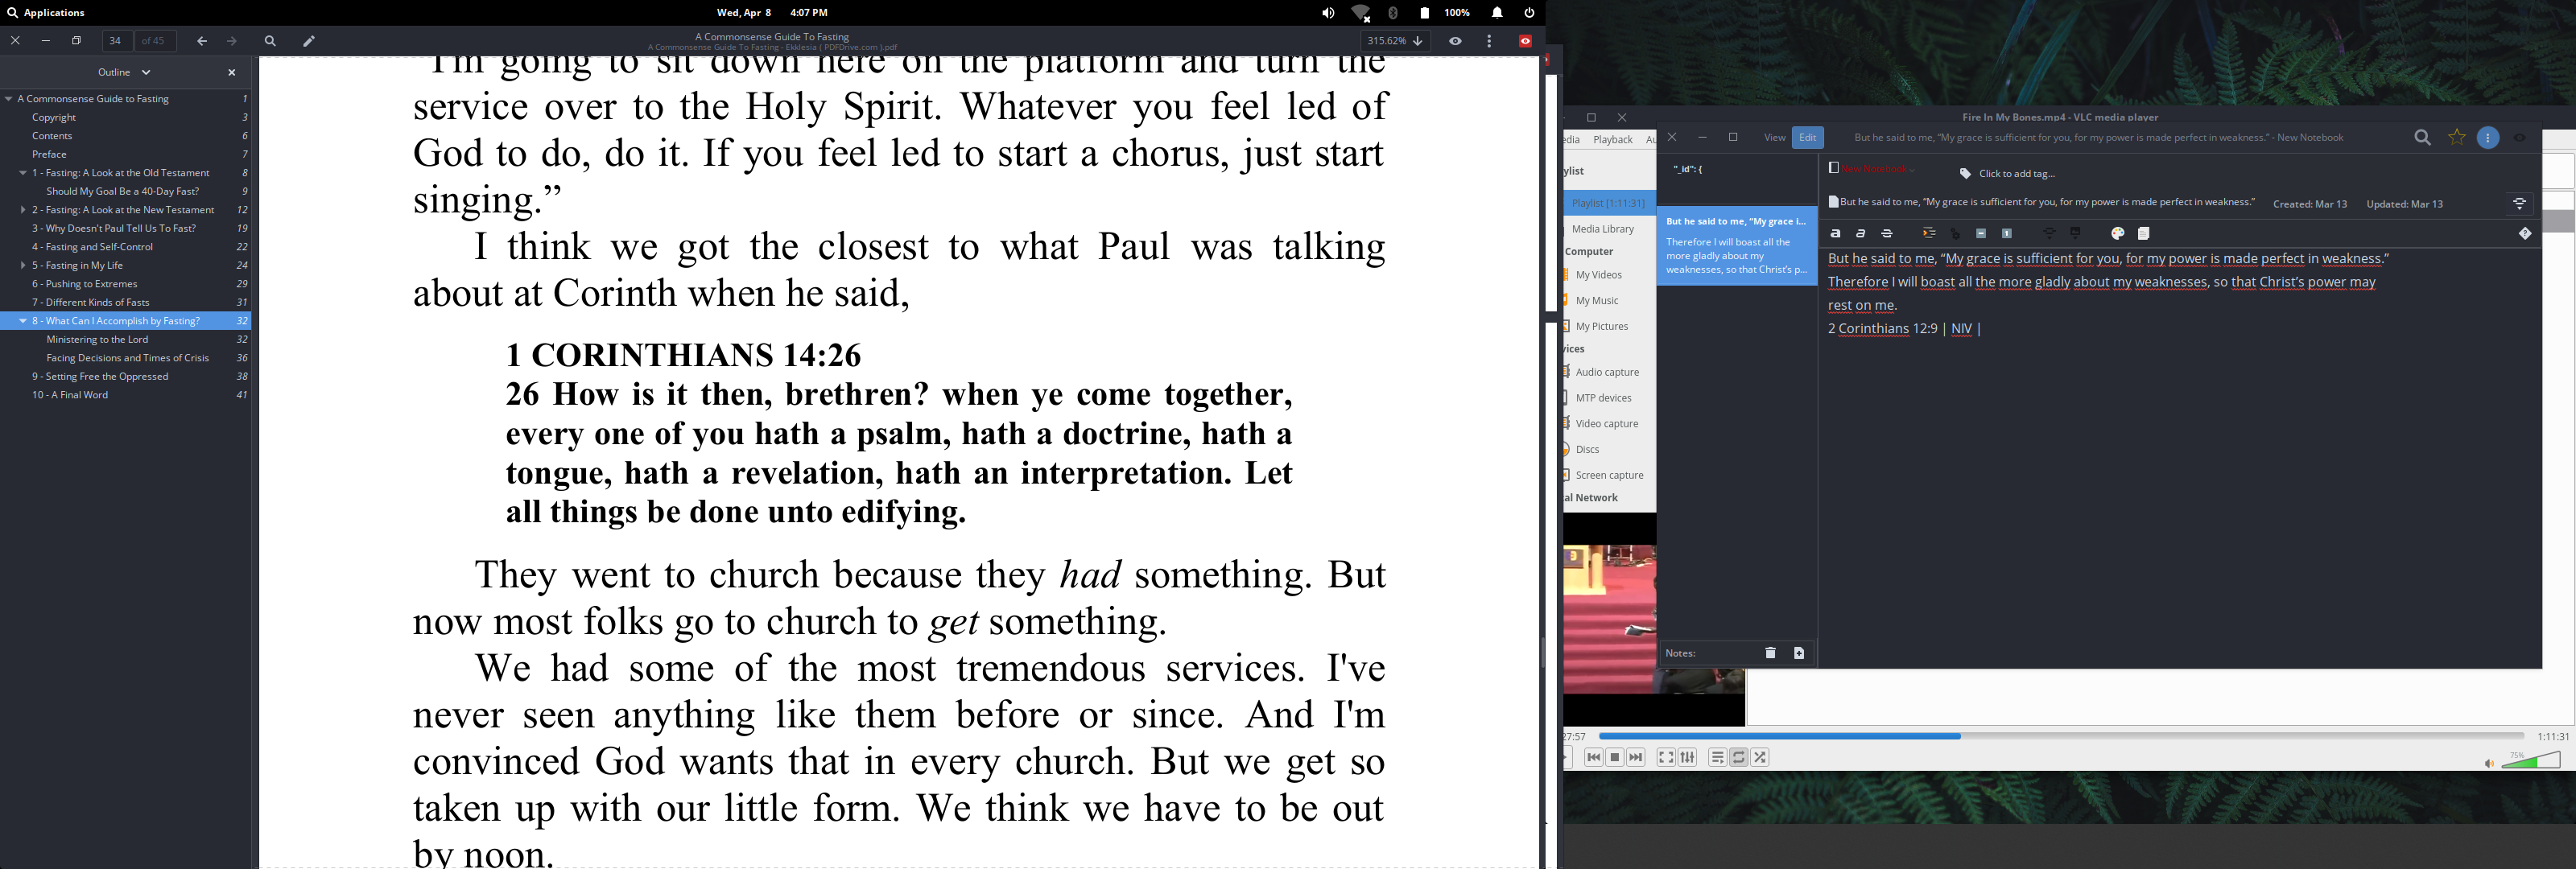 Applications
Wed, Apr 8 4:07 PM
100%
34 of 45
A Commonsense Guide To Fasting
A Commonsense Guide To Fasting - Ekklesia ( PDFDrive.com ).pdf
315.62%
Outline
A Commonsense Guide to Fasting 1
Copyright 3
Contents 6
Preface 7
1 - Fasting: A Look at the Old Testament 8
Should My Goal Be a 40-Day Fast? 9
2 - Fasting: A Look at the New Testament 12
3 - Why Doesn't Paul Tell Us To Fast? 19
4 - Fasting and Self-Control 22
5 - Fasting in My Life 24
6 - Pushing to Extremes 29
7 - Different Kinds of Fasts 31
8 - What Can I Accomplish by Fasting? 32
Ministering to the Lord 32
Facing Decisions and Times of Crisis 36
9 - Setting Free the Oppressed 38
10 - A Final Word 41
"I'm going to sit down here on the platform and turn the
service over to the Holy Spirit. Whatever you feel led of
God to do, do it. If you feel led to start a chorus, just start
singing.”
I think we got the closest to what Paul was talking
about at Corinth when he said,
1 CORINTHIANS 14:26
26 How is it then, brethren? when ye come together,
every one of you hath a psalm, hath a doctrine, hath a
tongue, hath a revelation, hath an interpretation. Let
all things be done unto edifying.
They went to church because they had something. But
now most folks go to church to get something.
We had some of the most tremendous services. I've
never seen anything like them before or since. And I'm
convinced God wants that in every church. But we get so
taken up with our little form. We think we have to be out
by noon.
Fire In My Bones.mp4 - VLC media player
edia Playback Au
ylist
Playlist [1:11:31]
Media Library
Computer
My Videos
My Music
My Pictures
vices
Audio capture
MTP devices
Video capture
Discs
Screen capture
al Network
27:57
1:11:31
75%
View Edit
But he said to me, “My grace is sufficient for you, for my power is made perfect in weakness.” - New Notebook
"_id": {
But he said to me, “My grace i...
Therefore I will boast all the
more gladly about my
weaknesses, so that Christ’s p...
Notes:
New Notebook
Click to add tag...
But he said to me, “My grace is sufficient for you, for my power is made perfect in weakness.”
Created: Mar 13 Updated: Mar 13
But he said to me, “My grace is sufficient for you, for my power is made perfect in weakness.”
Therefore I will boast all the more gladly about my weaknesses, so that Christ’s power may
rest on me.
2 Corinthians 12:9 | NIV |